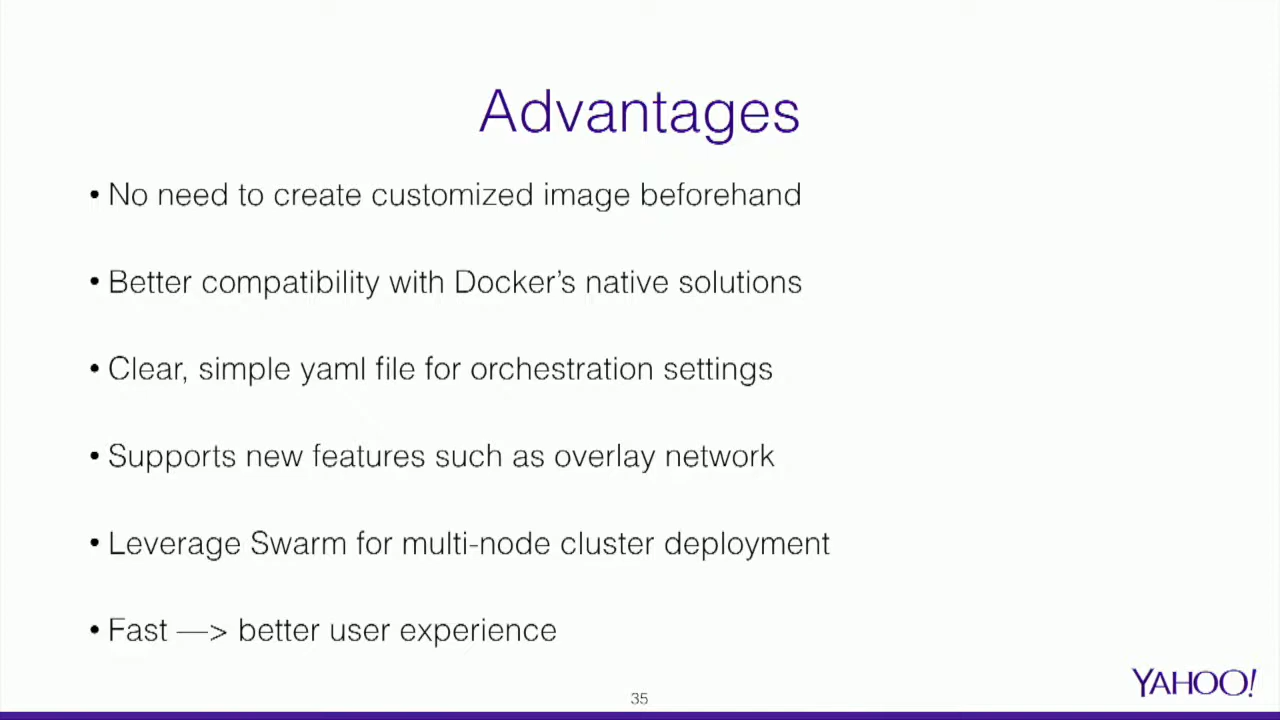 Advantages
• No need to create customized image beforehand
• Better compatibility with Docker’s native solutions
• Clear, simple yaml file for orchestration settings
• Supports new features such as overlay network
• Leverage Swarm for multi-node cluster deployment
• Fast —> better user experience
35
YAHOO!